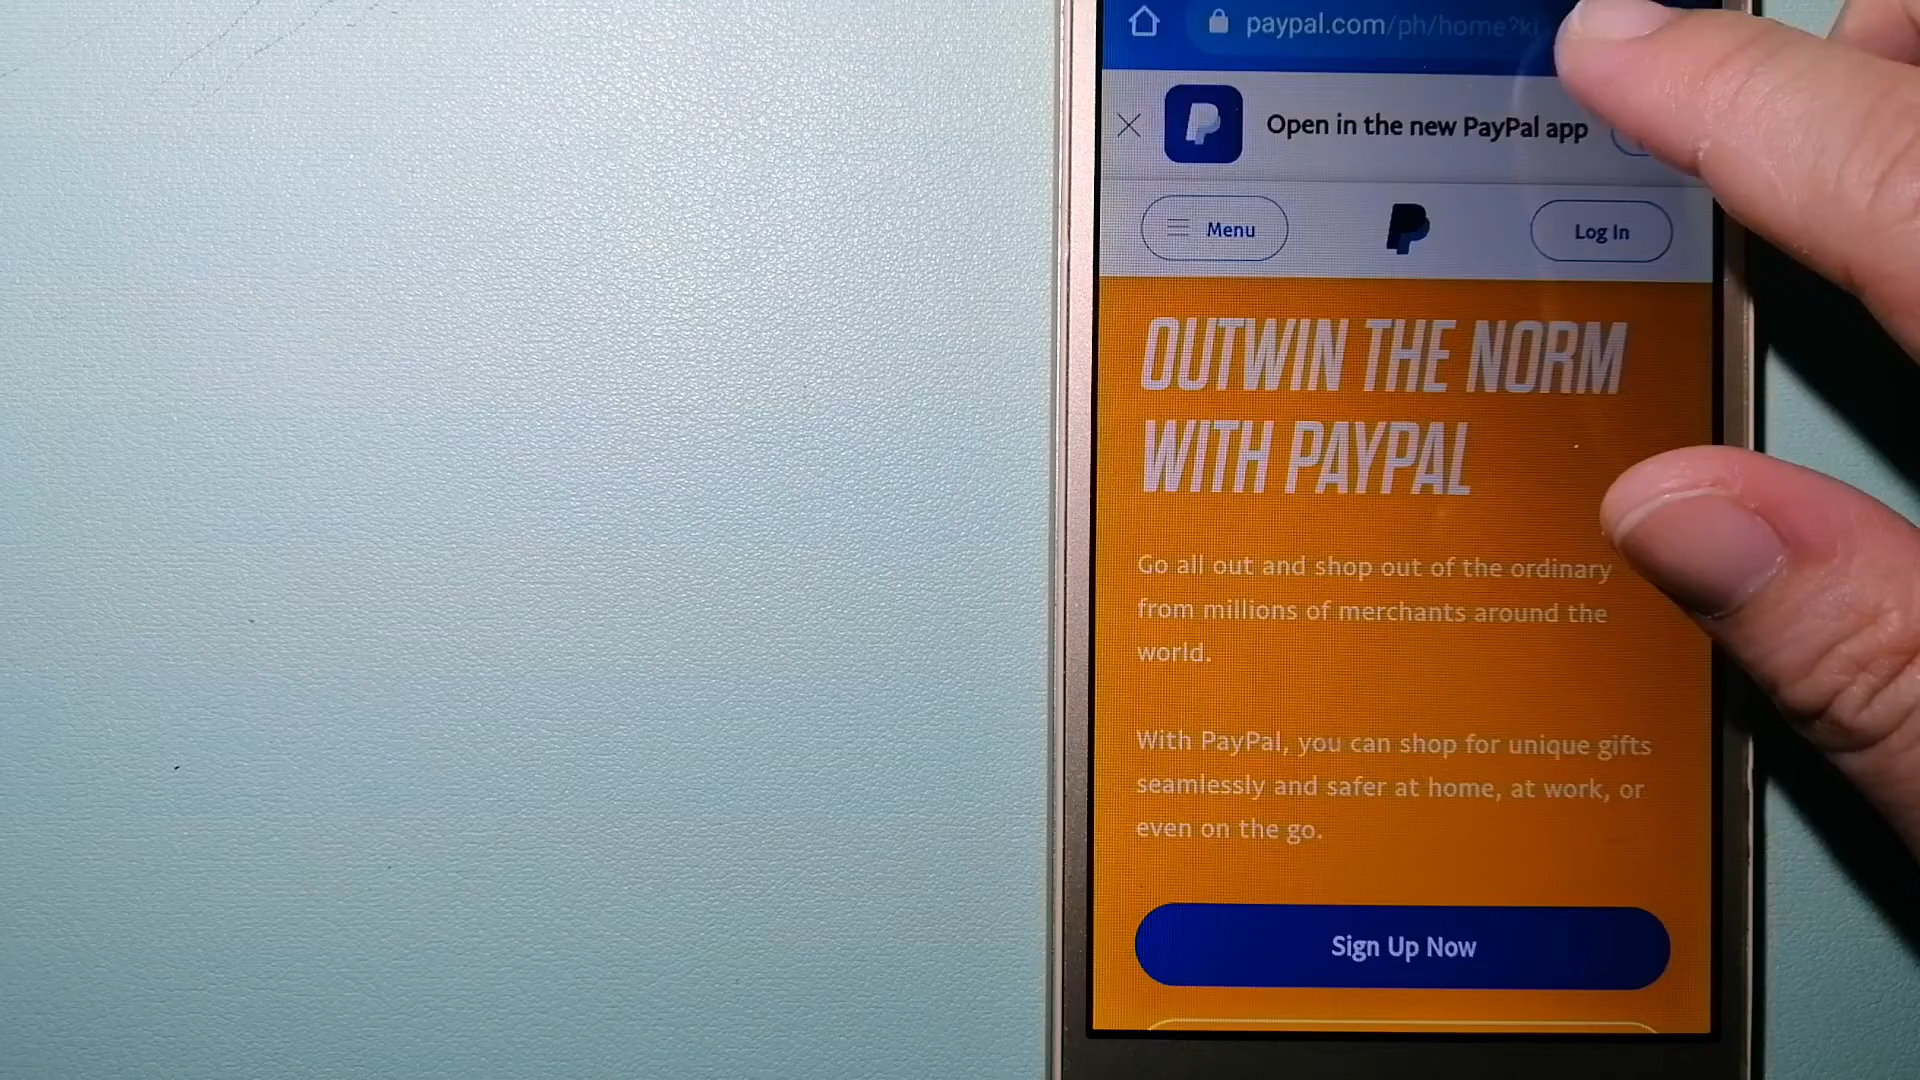 paypal.com/ph/home?ki
Open in the new PayPal app
Menu
Log In
OUTWIN THE NORM
WITH PAYPAL
Go all out and shop out of the ordinary
from millions of merchants around the
world.
With PayPal, you can shop for unique gifts
seamlessly and safer at home, at work, or
even on the go.
Sign Up Now